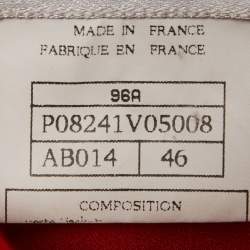 MADE IN FRANCE
FABRIQUE EN FRANCE
96A
P08241V05008
AB014 46
COMPOSITION